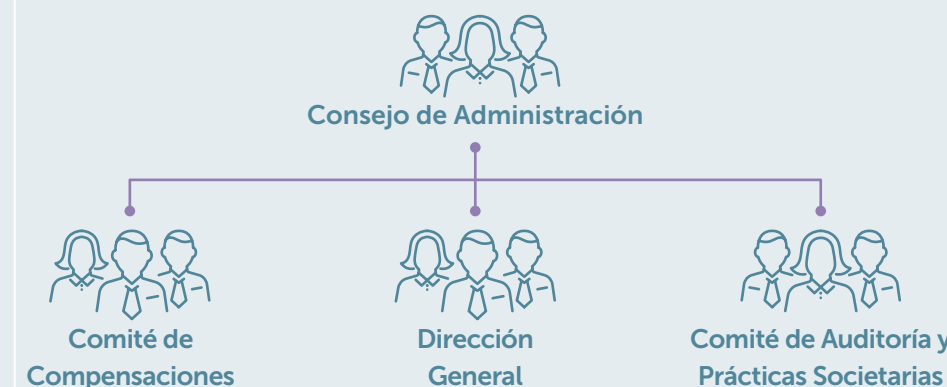 Consejo de Administración
Comité de
Compensaciones
Dirección
General
Comité de Auditoría y
Prácticas Societarias